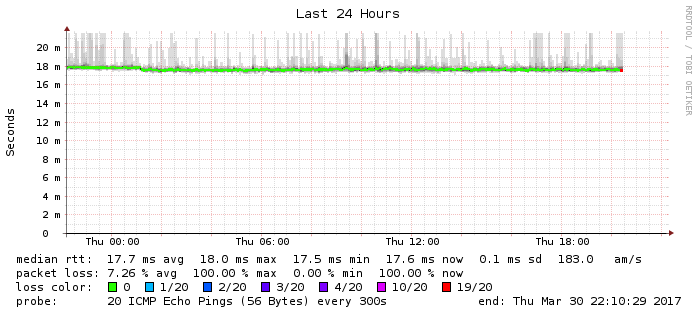 Last 24 Hours
RRDTOOL / TOBI OETIKER
Seconds
20 m
18 m
16 m
14 m
12 m
10 m
8 m
6 m
4 m
2 m
0
Thu 00:00 Thu 06:00 Thu 12:00 Thu 18:00
median rtt: 17.7 ms avg 18.0 ms max 17.5 ms min 17.6 ms now 0.1 ms sd 183.0 am/s
packet loss: 7.26 % avg 100.00 % max 0.00 % min 100.00 % now
loss color: 0 1/20 2/20 3/20 4/20 10/20 19/20
probe: 20 ICMP Echo Pings (56 Bytes) every 300s end: Thu Mar 30 22:10:29 2017